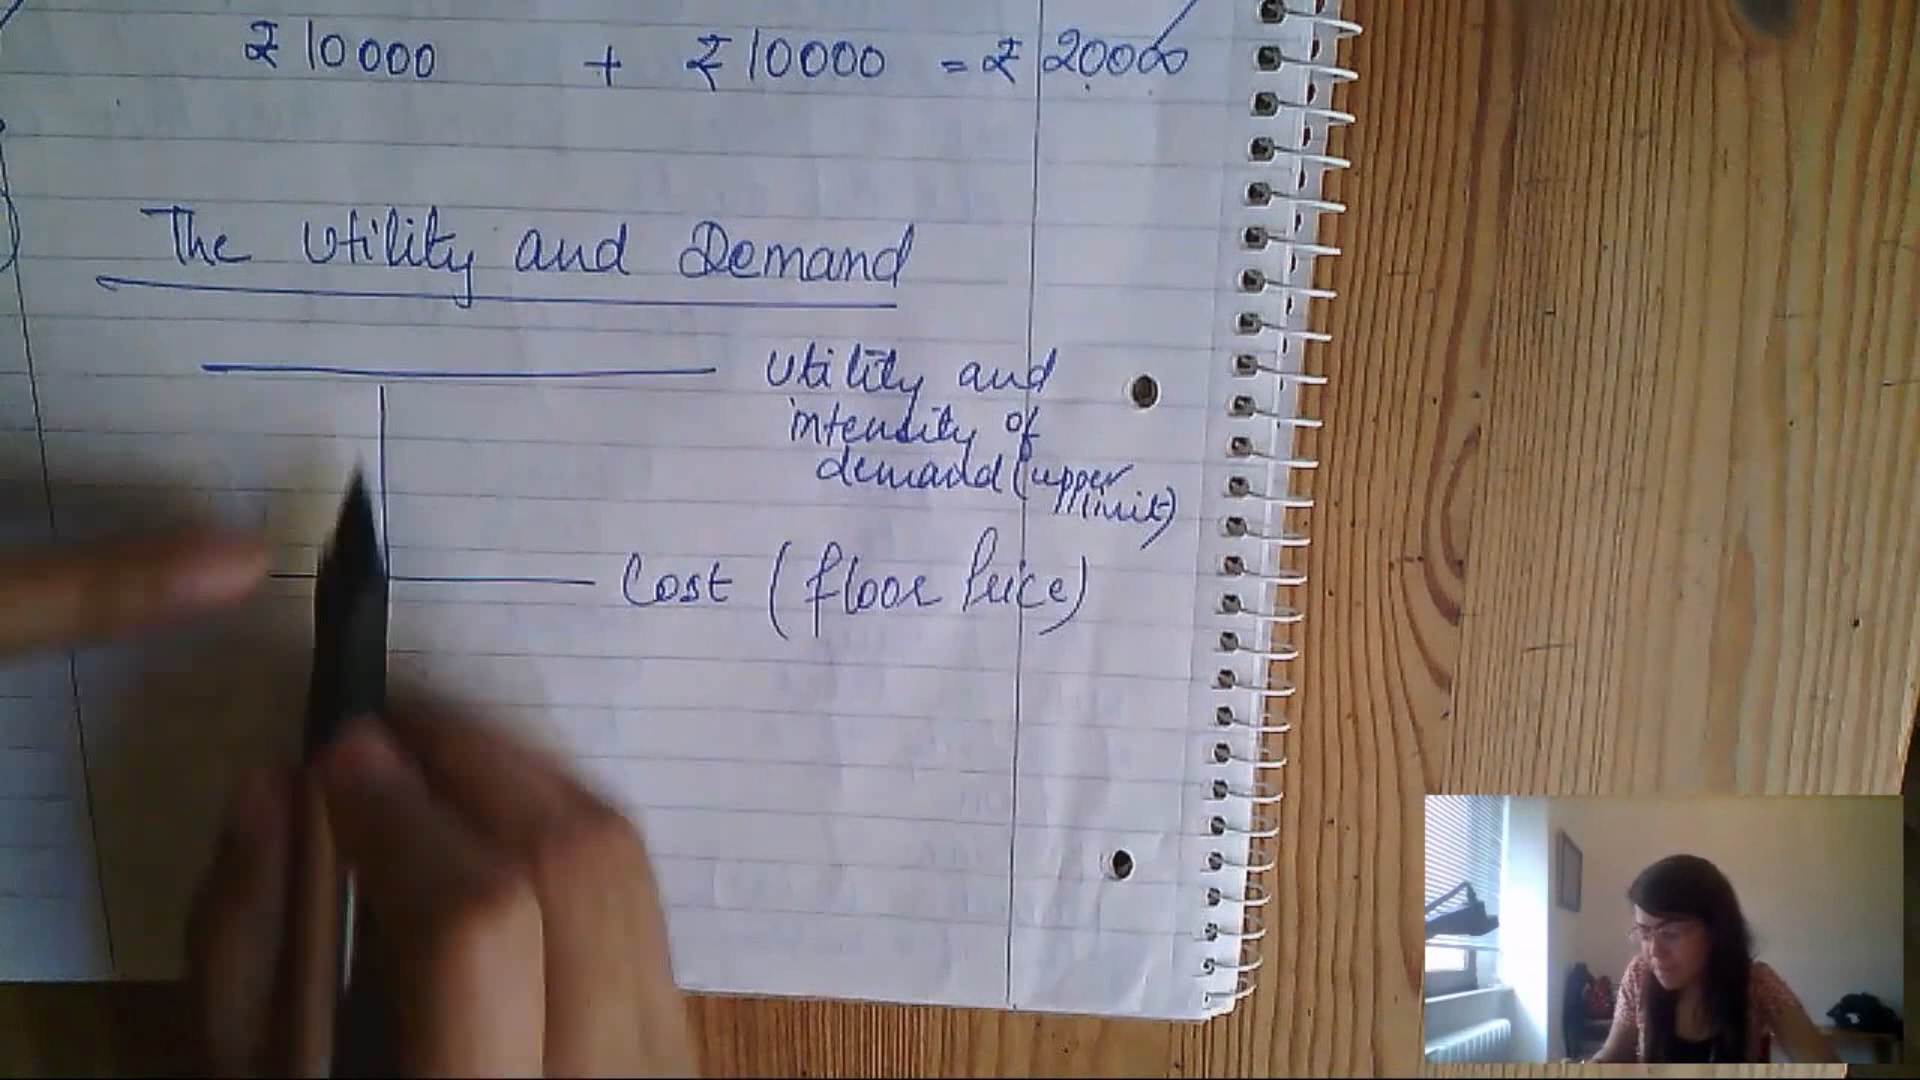 ₹ 10000 + ₹ 10000 = ₹ 20000
The Utility and Demand
Utility and
intensity of
demand (upper
limit)
Cost (floor Price)